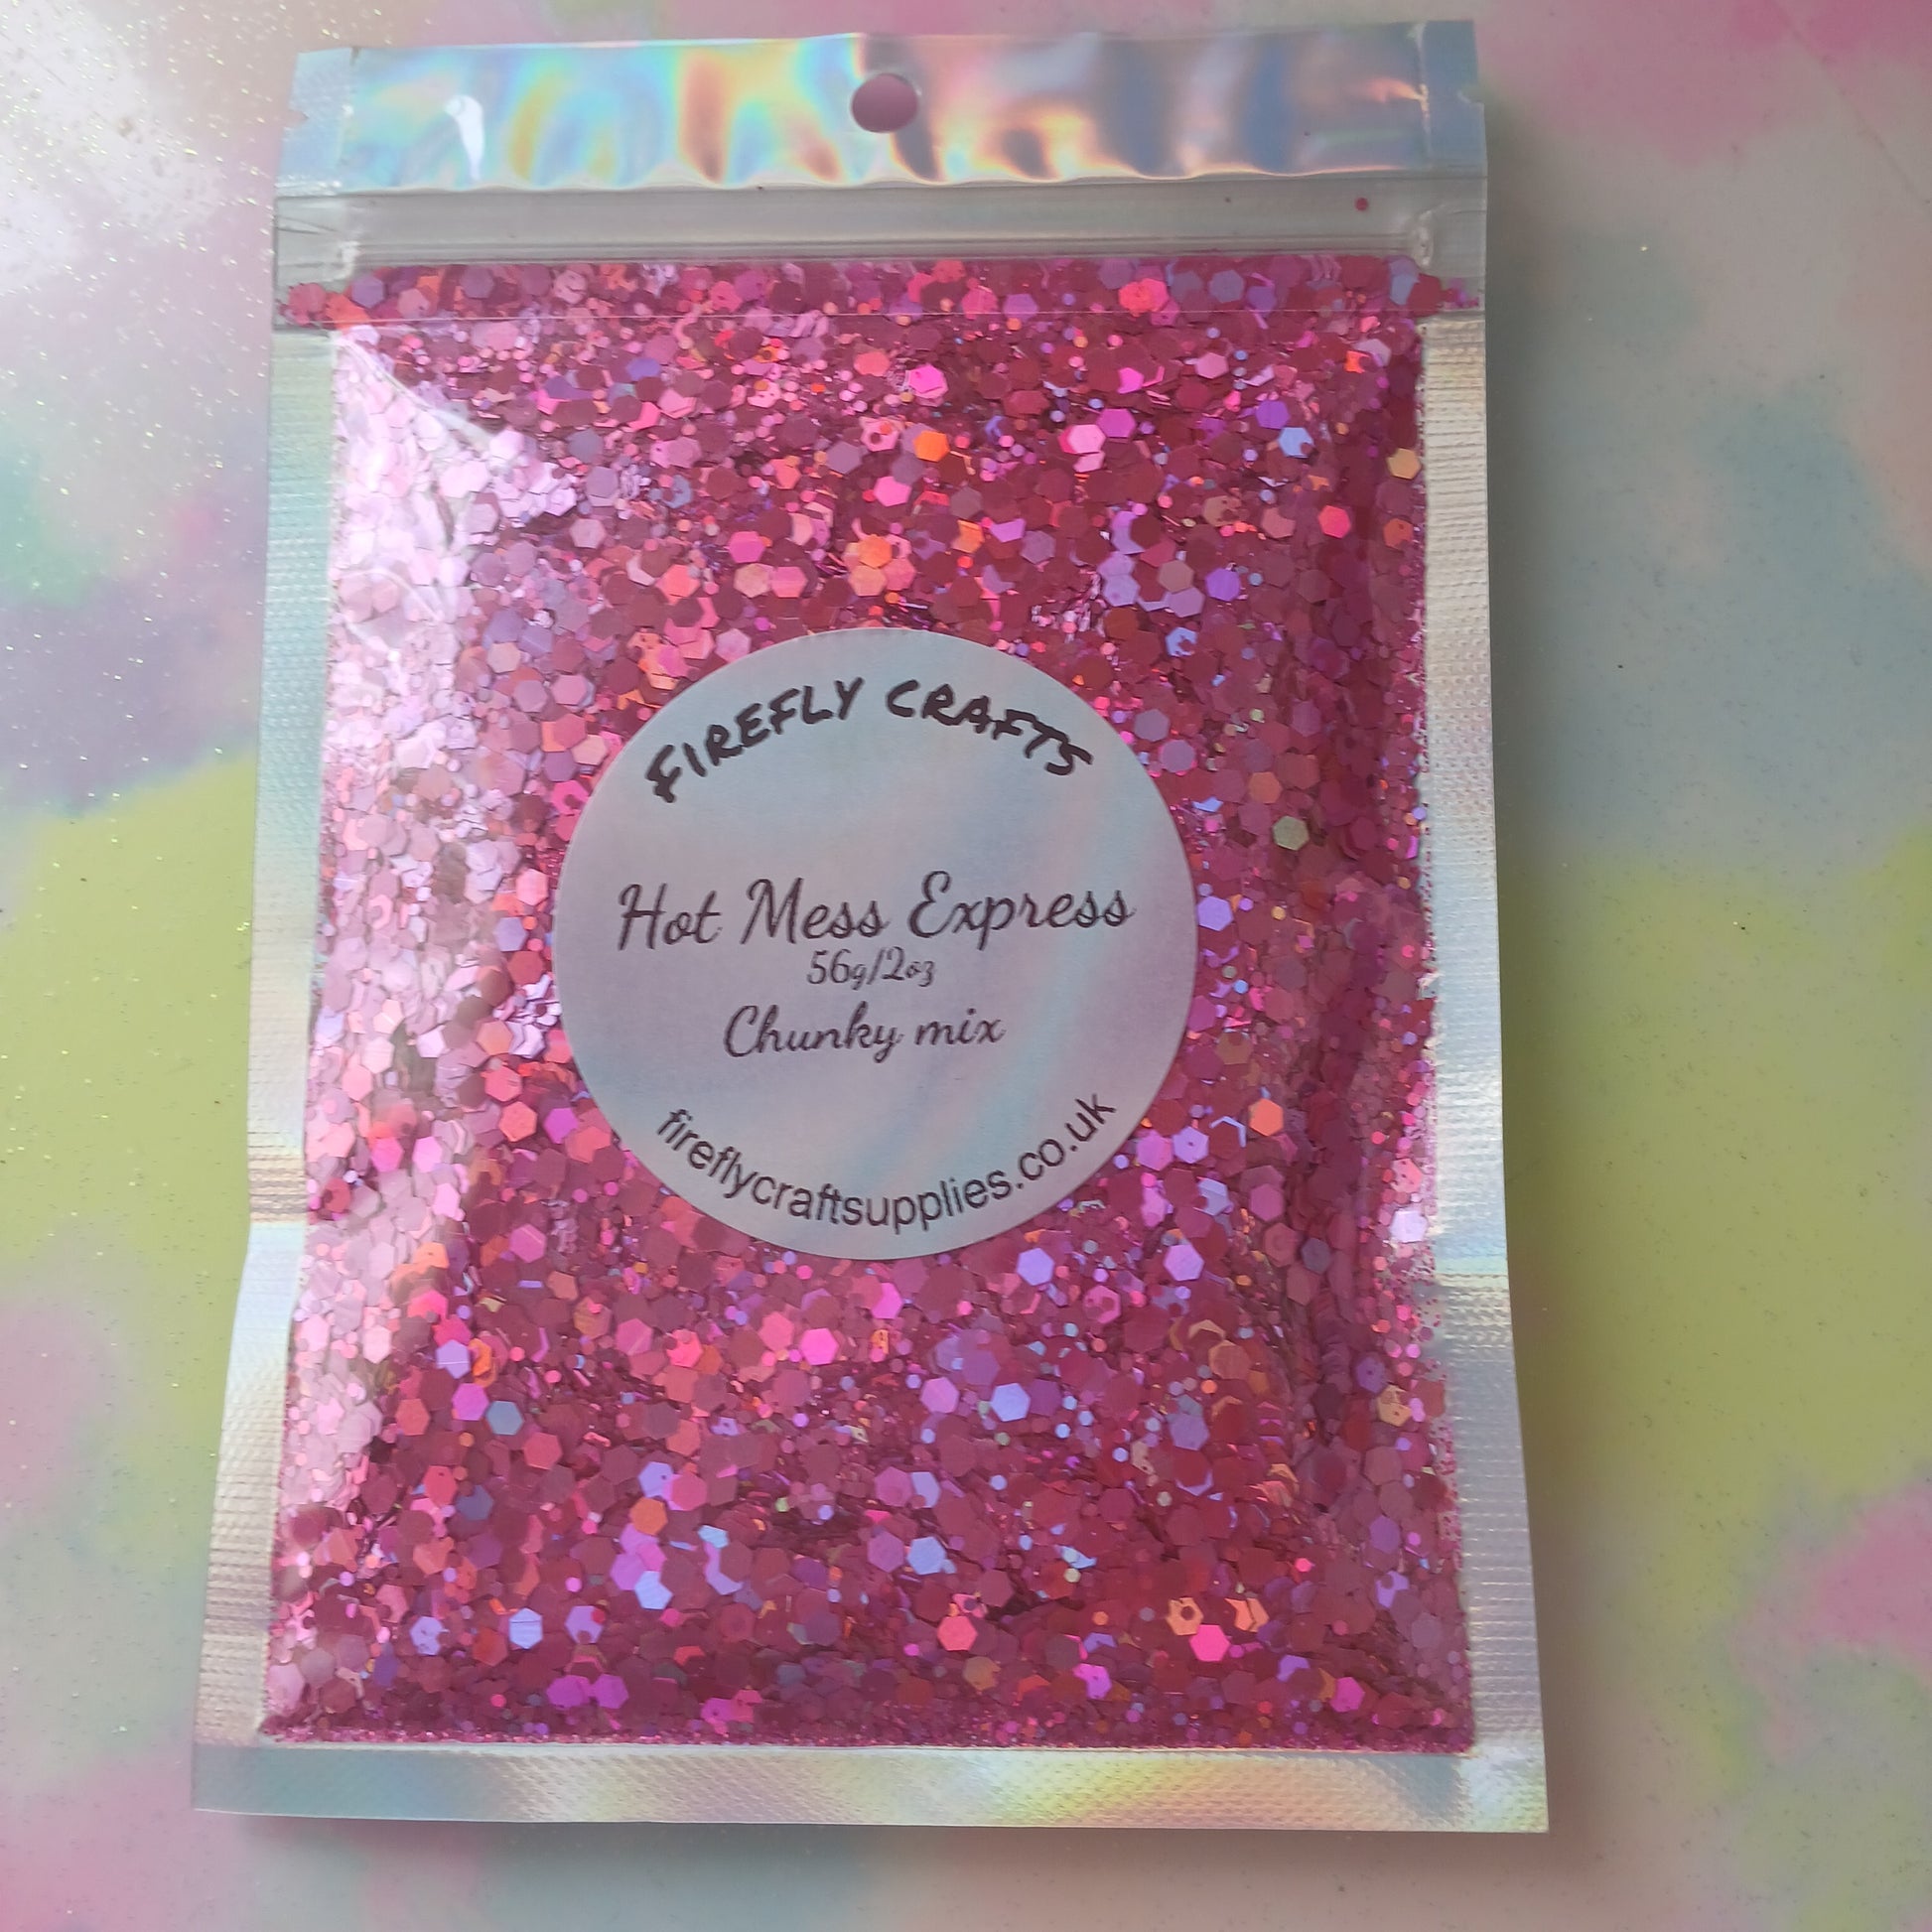 FIREFLY CRAFTS
Hot Mess Express
56g/2oz
Chunky mix
fireflycraftsupplies.co.uk